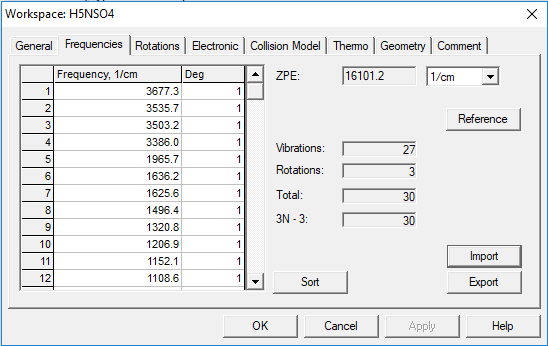 Workspace: H5NSO4
General Frequencies Rotations Electronic Collision Model Thermo Geometry Comment
Frequency, 1/cm Deg
1 3677.3 1
2 3535.7 1
3 3503.2 1
4 3386.0 1
5 1965.7 1
6 1636.2 1
7 1625.6 1
8 1496.4 1
9 1320.8 1
10 1206.9 1
11 1152.1 1
12 1108.6 1
ZPE: 16101.2 1/cm
Reference
Vibrations: 27
Rotations: 3
Total: 30
3N - 3: 30
Import
Sort Export
OK Cancel Apply Help